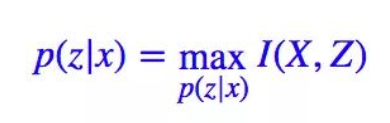 p(z|x) = max I(X, Z)
p(z|x)